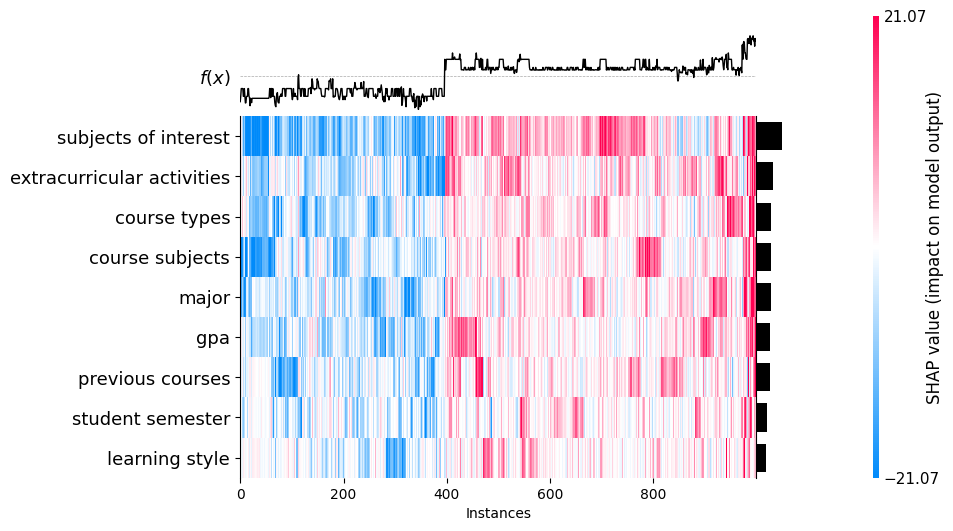 21.07
f(x)
subjects of interest
extracurricular activities
course types
course subjects
major
gpa
previous courses
student semester
learning style
0 200 400 600 800
Instances
SHAP value (impact on model output)
−21.07